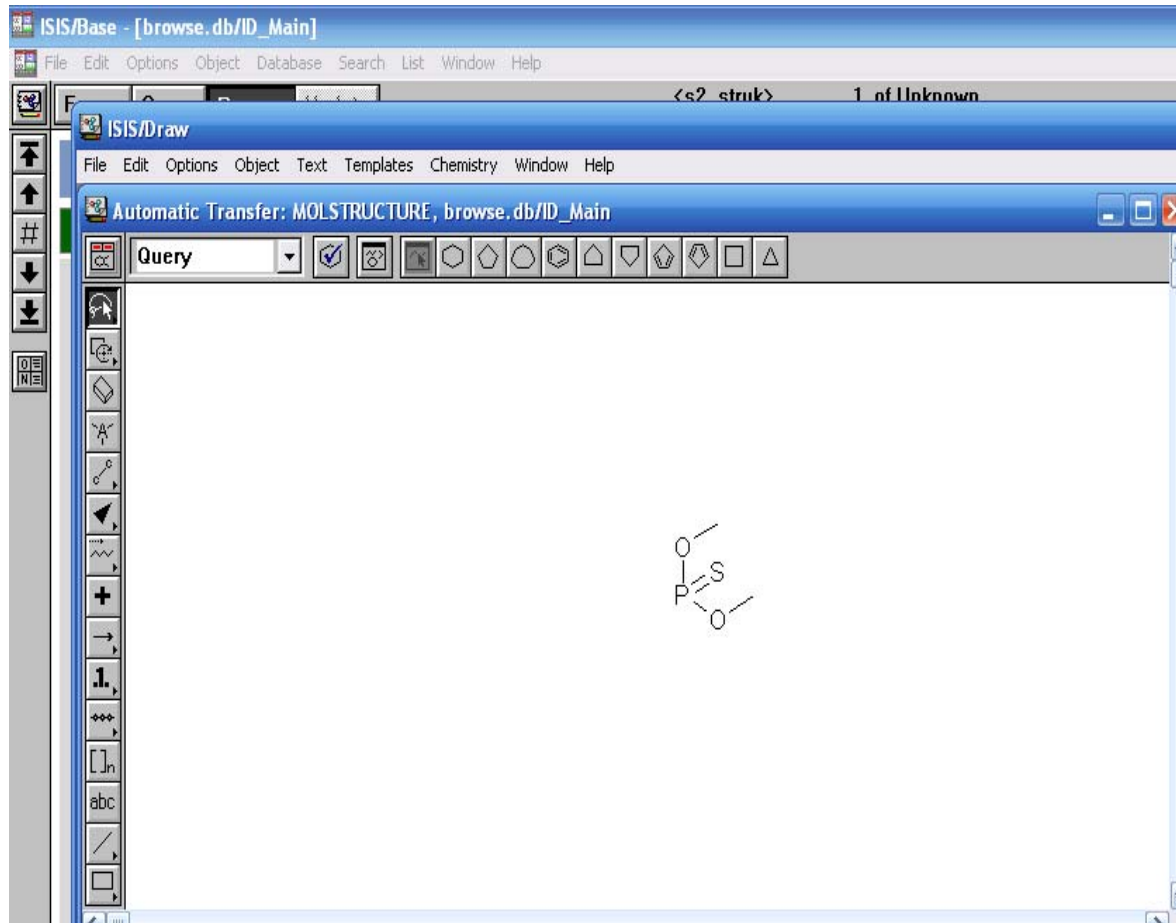 ISIS/Base - [browse.db/ID_Main]
File Edit Options Object Database Search List Window Help
<s2_struk> 1 of Unknown
ISIS/Draw
File Edit Options Object Text Templates Chemistry Window Help
Automatic Transfer: MOLSTRUCTURE, browse.db/ID_Main
Query
O
S
P
O
.1.
[ ]n
abc